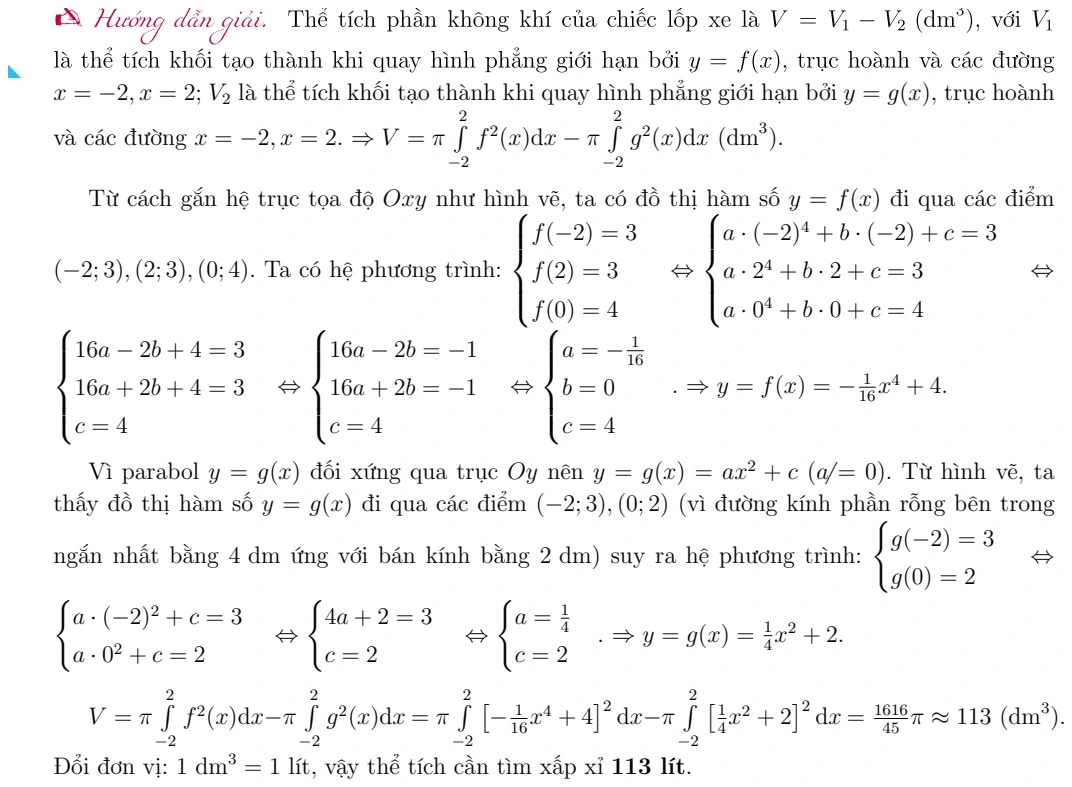 Hướng dẫn giải. Thể tích phần không khí của chiếc lốp xe là V = V₁ − V₂ (dm³), với V₁
là thể tích khối tạo thành khi quay hình phẳng giới hạn bởi y = f(x), trục hoành và các đường
x = −2, x = 2; V₂ là thể tích khối tạo thành khi quay hình phẳng giới hạn bởi y = g(x), trục hoành
và các đường x = −2, x = 2. ⇒ V = π ∫_{−2}^{2} f²(x)dx − π ∫_{−2}^{2} g²(x)dx (dm³).
Từ cách gắn hệ trục tọa độ Oxy như hình vẽ, ta có đồ thị hàm số y = f(x) đi qua các điểm
(−2; 3), (2; 3), (0; 4). Ta có hệ phương trình: { f(−2) = 3; f(2) = 3; f(0) = 4 ⇔ { a · (−2)⁴ + b · (−2) + c = 3; a · 2⁴ + b · 2 + c = 3; a · 0⁴ + b · 0 + c = 4 ⇔
{ 16a − 2b + 4 = 3; 16a + 2b + 4 = 3; c = 4 ⇔ { 16a − 2b = −1; 16a + 2b = −1; c = 4 ⇔ { a = −1/16; b = 0; c = 4 . ⇒ y = f(x) = −1/16 x⁴ + 4.
Vì parabol y = g(x) đối xứng qua trục Oy nên y = g(x) = ax² + c (a/= 0). Từ hình vẽ, ta
thấy đồ thị hàm số y = g(x) đi qua các điểm (−2; 3), (0; 2) (vì đường kính phần rỗng bên trong
ngắn nhất bằng 4 dm ứng với bán kính bằng 2 dm) suy ra hệ phương trình: { g(−2) = 3; g(0) = 2 ⇔
{ a · (−2)² + c = 3; a · 0² + c = 2 ⇔ { 4a + 2 = 3; c = 2 ⇔ { a = 1/4; c = 2 . ⇒ y = g(x) = 1/4 x² + 2.
V = π ∫_{−2}^{2} f²(x)dx−π ∫_{−2}^{2} g²(x)dx = π ∫_{−2}^{2} [−1/16 x⁴ + 4]² dx−π ∫_{−2}^{2} [1/4 x² + 2]² dx = 1616/45 π ≈ 113 (dm³).
Đổi đơn vị: 1 dm³ = 1 lít, vậy thể tích cần tìm xấp xỉ 113 lít.